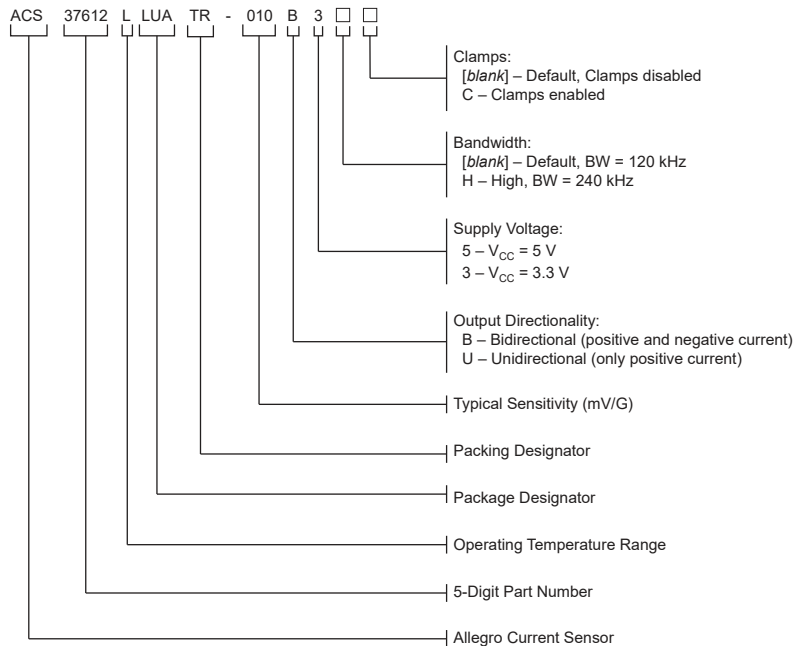 ACS 37612 L LUA TR - 010 B 3 □ □
Clamps:
[blank] – Default, Clamps disabled
C – Clamps enabled
Bandwidth:
[blank] – Default, BW = 120 kHz
H – High, BW = 240 kHz
Supply Voltage:
5 – VCC = 5 V
3 – VCC = 3.3 V
Output Directionality:
B – Bidirectional (positive and negative current)
U – Unidirectional (only positive current)
Typical Sensitivity (mV/G)
Packing Designator
Package Designator
Operating Temperature Range
5-Digit Part Number
Allegro Current Sensor